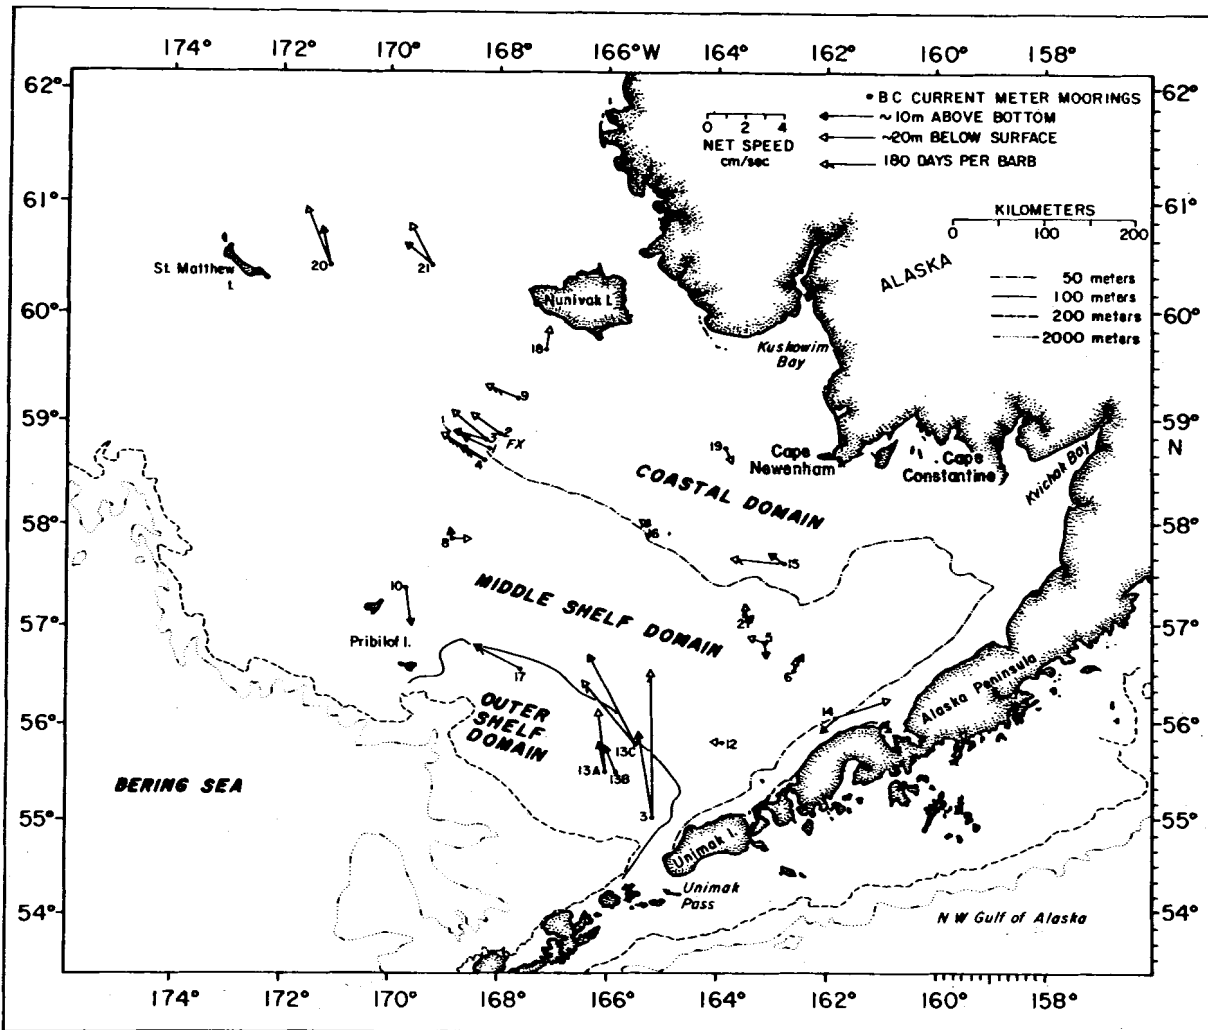 174° 172° 170° 168° 166°W 164° 162° 160° 158°
62° 62°
• BC CURRENT METER MOORINGS
~10m ABOVE BOTTOM
~20m BELOW SURFACE
180 DAYS PER BARB
0 2 4
NET SPEED
cm/sec
61° 61°
KILOMETERS
0 100 200
St. Matthew
I.
20
21
ALASKA
50 meters
100 meters
200 meters
2000 meters
Nunivak I.
60° 60°
18
Kuskowim
Bay
9
59° 59°
2
FX
4
19
Cape
Newenham
Cape
Constantine
Kvichak Bay
N
COASTAL DOMAIN
58° 58°
16
8
15
10
MIDDLE SHELF DOMAIN
57° 57°
Pribilof I.
5
6
17
OUTER
SHELF
DOMAIN
14
Alaska Peninsula
56° 56°
13C
12
13A
13B
BERING SEA
3
55° 55°
Unimak I.
Unimak
Pass
54° 54°
NW Gulf of Alaska
174° 172° 170° 168° 166° 164° 162° 160° 158°